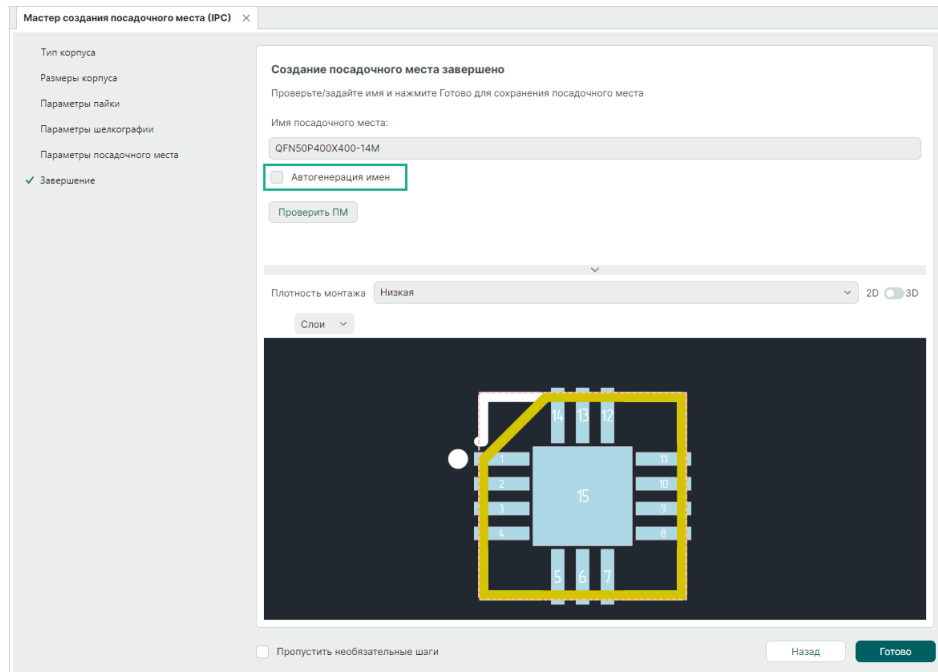 Мастер создания посадочного места (IPC)
Тип корпуса
Размеры корпуса
Параметры пайки
Параметры шелкографии
Параметры посадочного места
Завершение
Создание посадочного места завершено
Проверьте/задайте имя и нажмите Готово для сохранения посадочного места
Имя посадочного места:
QFN50P400X400-14M
Автогенерация имен
Проверить ПМ
Плотность монтажа Низкая 2D 3D
Слои
14 13 12
1 11
2 10
15
3 9
4 8
5 6 7
Пропустить необязательные шаги Назад Готово